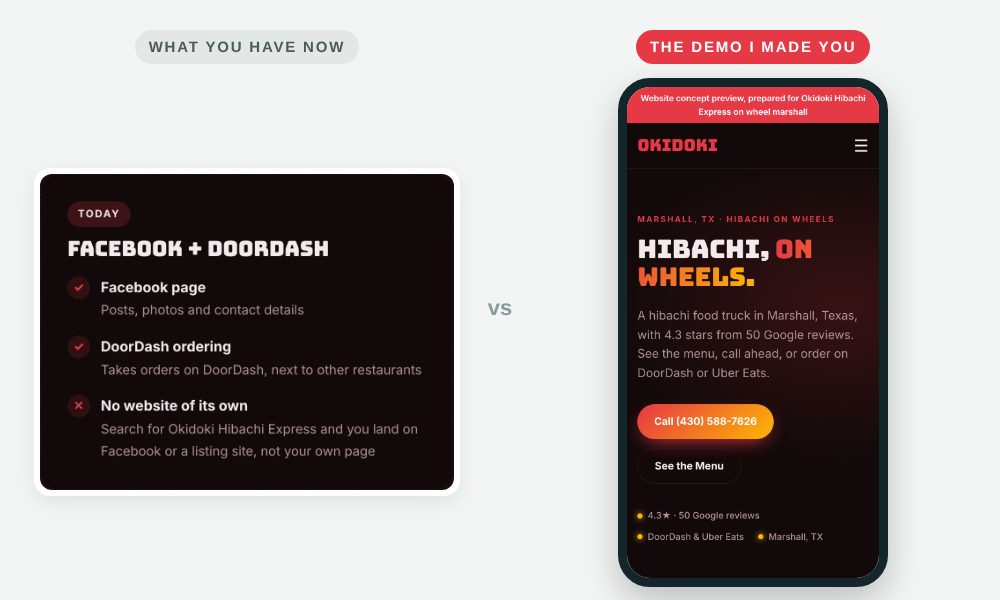 WHAT YOU HAVE NOW
TODAY
FACEBOOK + DOORDASH
Facebook page
Posts, photos and contact details
DoorDash ordering
Takes orders on DoorDash, next to other restaurants
No website of its own
Search for Okidoki Hibachi Express and you land on
Facebook or a listing site, not your own page
vs
THE DEMO I MADE YOU
Website concept preview, prepared for Okidoki Hibachi
Express on wheel marshall
OKIDOKI
MARSHALL, TX · HIBACHI ON WHEELS
HIBACHI, ON
WHEELS.
A hibachi food truck in Marshall, Texas,
with 4.3 stars from 50 Google reviews.
See the menu, call ahead, or order on
DoorDash or Uber Eats.
Call (430) 588-7626
See the Menu
4.3★ · 50 Google reviews
DoorDash & Uber Eats
Marshall, TX